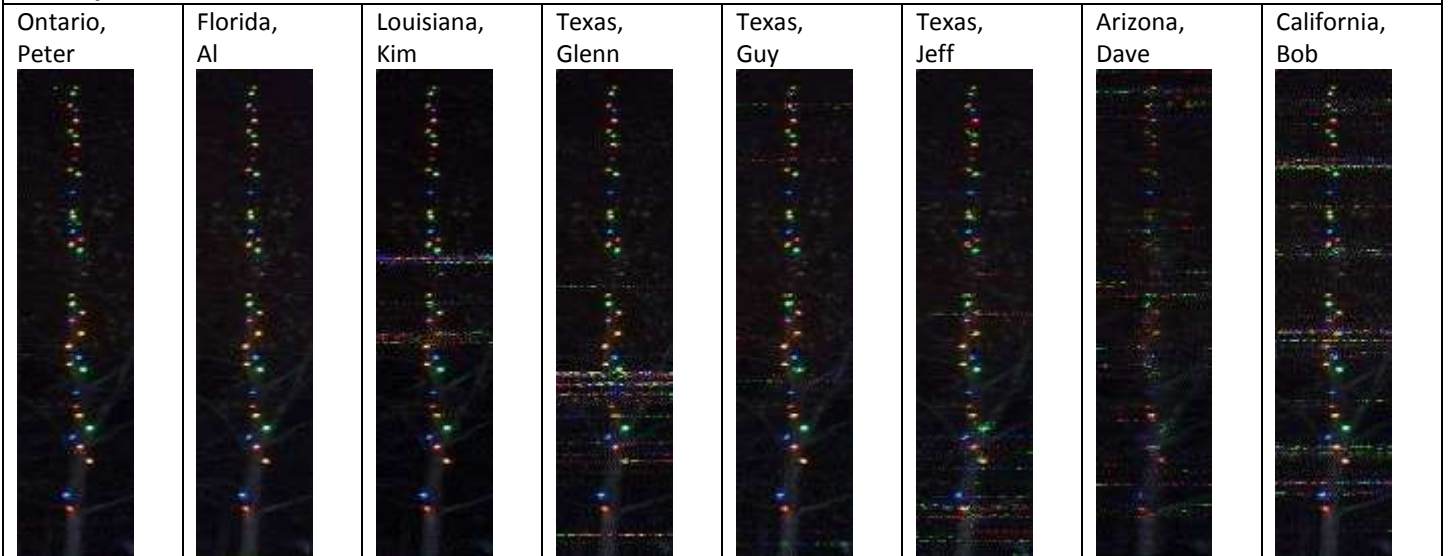 Ontario,
Peter
Florida,
Al
Louisiana,
Kim
Texas,
Glenn
Texas,
Guy
Texas,
Jeff
Arizona,
Dave
California,
Bob